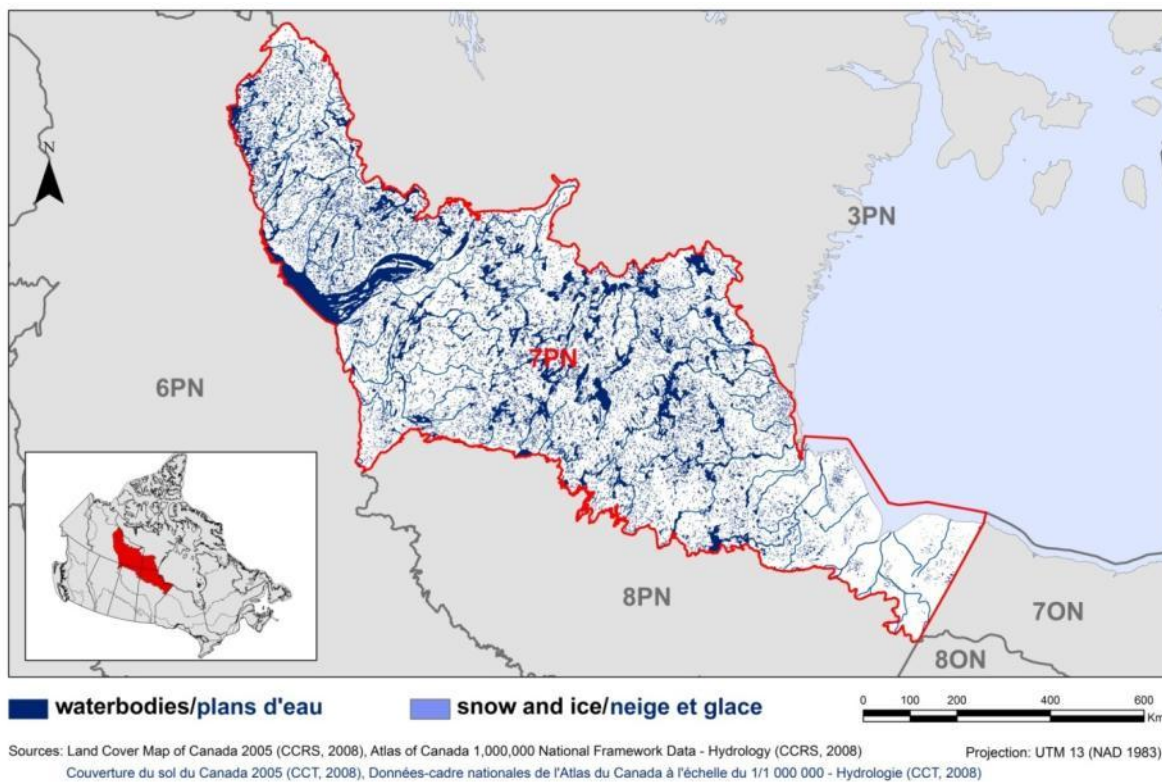 N
3PN
7PN
6PN
8PN
7ON
8ON
waterbodies/plans d'eau
snow and ice/neige et glace
0 100 200 400 600
Km
Sources: Land Cover Map of Canada 2005 (CCRS, 2008), Atlas of Canada 1,000,000 National Framework Data - Hydrology (CCRS, 2008)
Projection: UTM 13 (NAD 1983)
Couverture du sol du Canada 2005 (CCT, 2008), Données-cadre nationales de l'Atlas du Canada à l'échelle du 1/1 000 000 - Hydrologie (CCT, 2008)